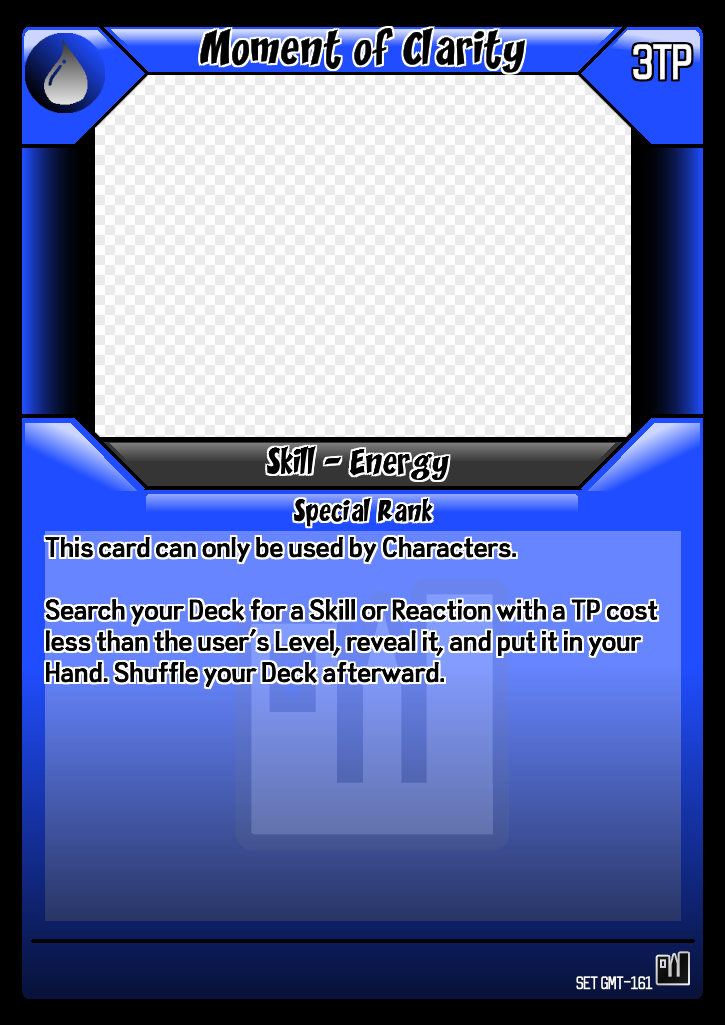 Moment of Clarity
3TP
Skill - Energy
Special Rank
This card can only be used by Characters.
Search your Deck for a Skill or Reaction with a TP cost
less than the user's Level, reveal it, and put it in your
Hand. Shuffle your Deck afterward.
SET GMT-161